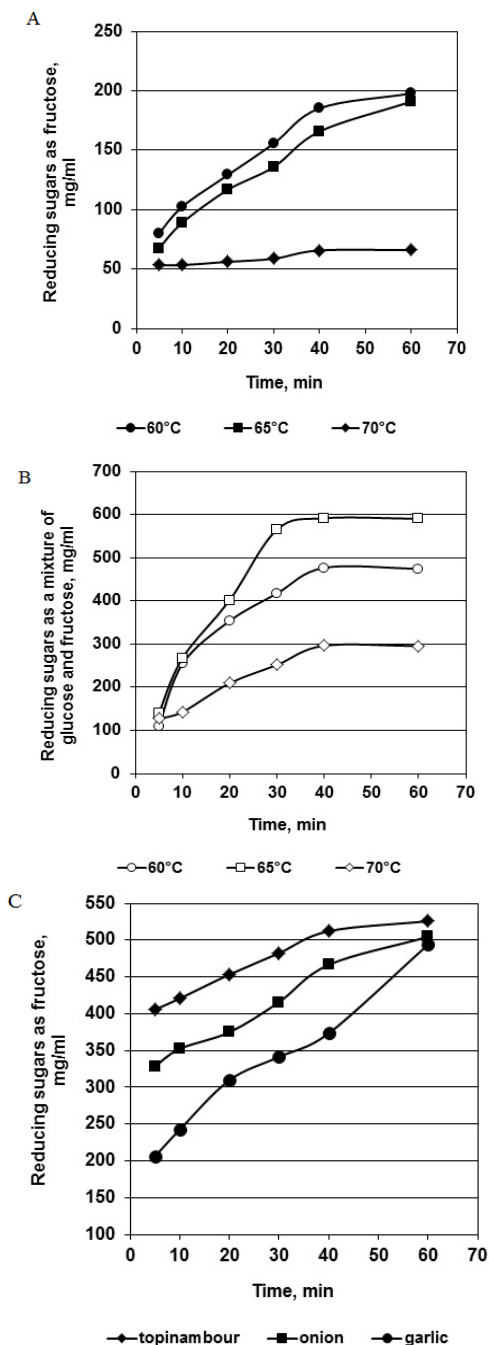 A
Reducing sugars as fructose,
mg/ml
250
200
150
100
50
0
0 10 20 30 40 50 60 70
Time, min
60°C 65°C 70°C
B
Reducing sugars as a mixture of
glucose and fructose, mg/ml
700
600
500
400
300
200
100
0
0 10 20 30 40 50 60 70
Time, min
60°C 65°C 70°C
C
Reducing sugars as fructose,
mg/ml
550
500
450
400
350
300
250
200
150
100
0 10 20 30 40 50 60 70
Time, min
topinambour onion garlic